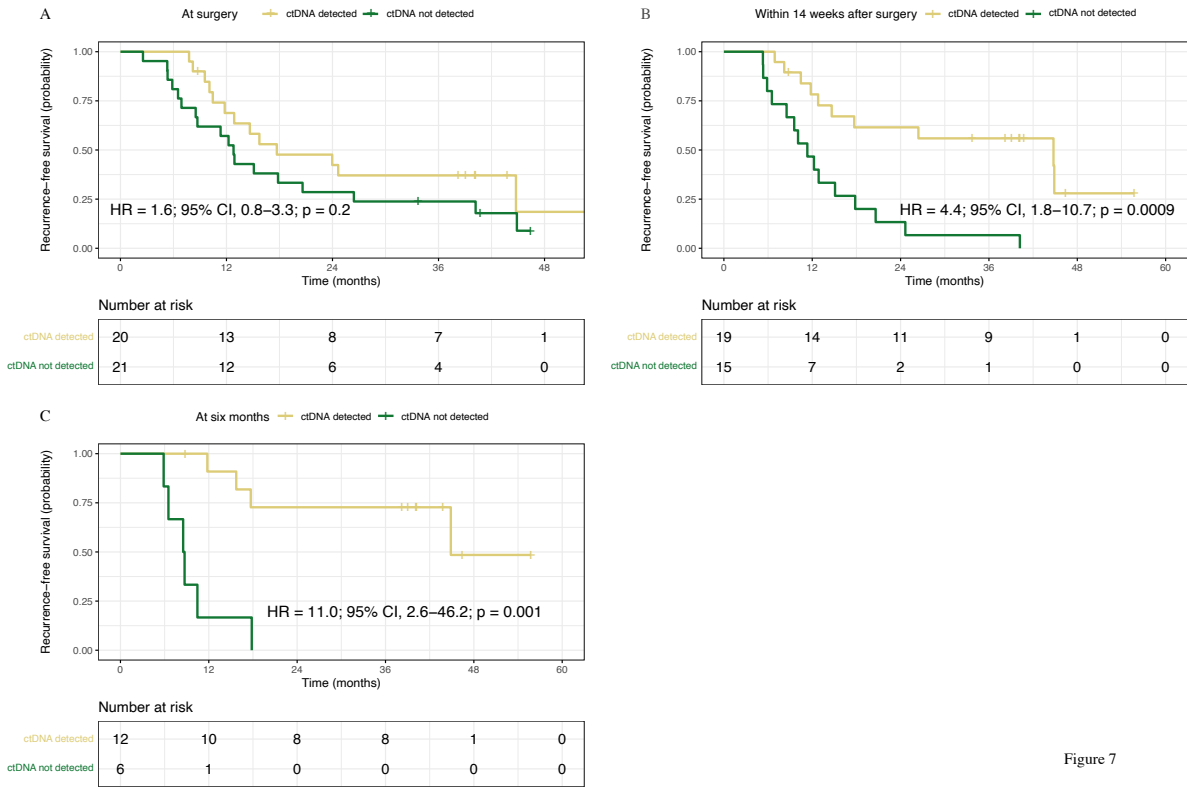 A
At surgery ctDNA detected ctDNA not detected
Recurrence−free survival (probability)
1.00
0.75
0.50
0.25
0.00
HR = 1.6; 95% CI, 0.8−3.3; p = 0.2
0 12 24 36 48
Time (months)
Number at risk
ctDNA detected 20 13 8 7 1
ctDNA not detected 21 12 6 4 0
B
Within 14 weeks after surgery ctDNA detected ctDNA not detected
Recurrence−free survival (probability)
1.00
0.75
0.50
0.25
0.00
HR = 4.4; 95% CI, 1.8−10.7; p = 0.0009
0 12 24 36 48 60
Time (months)
Number at risk
ctDNA detected 19 14 11 9 1 0
ctDNA not detected 15 7 2 1 0 0
C
At six months ctDNA detected ctDNA not detected
Recurrence−free survival (probability)
1.00
0.75
0.50
0.25
0.00
HR = 11.0; 95% CI, 2.6−46.2; p = 0.001
0 12 24 36 48 60
Time (months)
Number at risk
ctDNA detected 12 10 8 8 1 0
ctDNA not detected 6 1 0 0 0 0
Figure 7